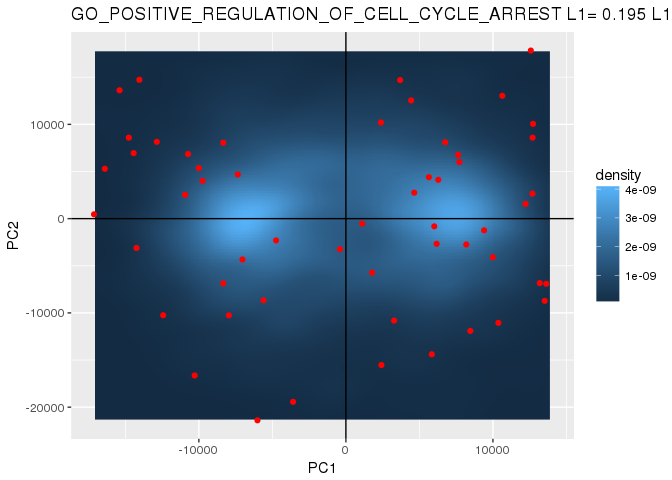 GO_POSITIVE_REGULATION_OF_CELL_CYCLE_ARREST L1= 0.195 L1
density
4e-09
3e-09
2e-09
1e-09
PC2
10000
0
-10000
-20000
-10000
0
10000
PC1